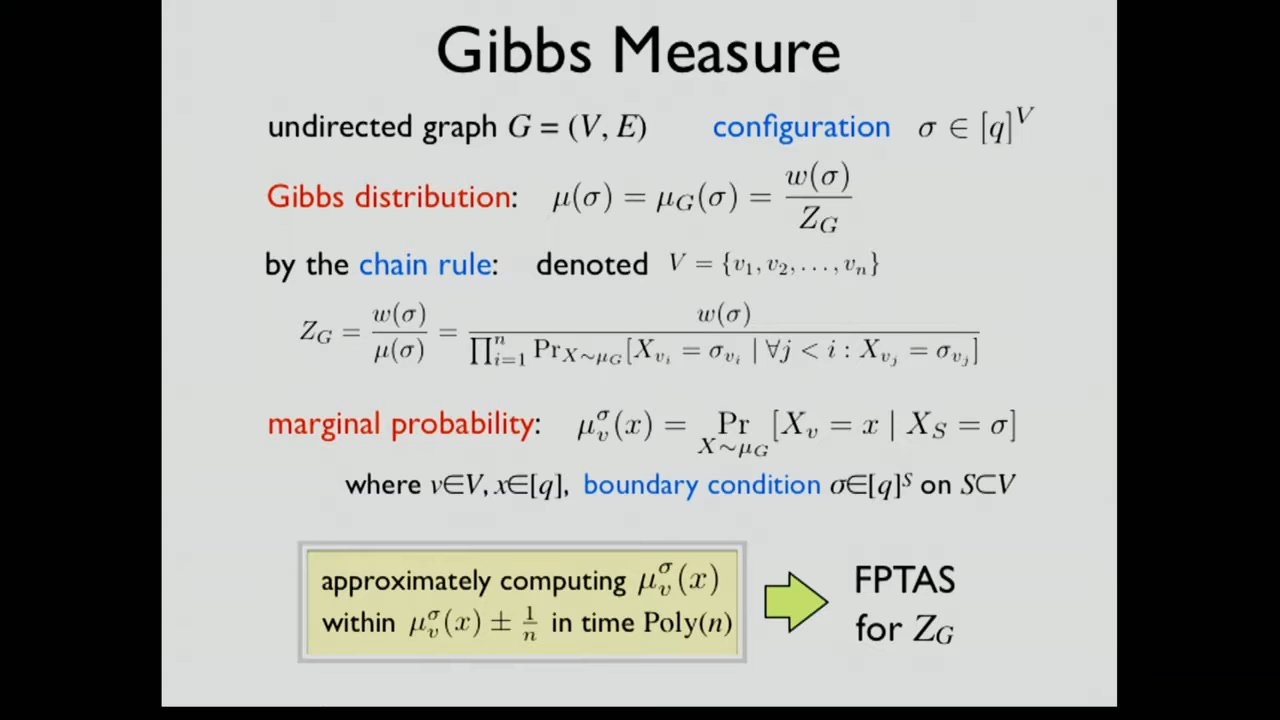 Gibbs Measure
undirected graph G = (V, E) configuration σ ∈ [q]^V
Gibbs distribution: μ(σ) = μ_G(σ) = w(σ) / Z_G
by the chain rule: denoted V = {v_1, v_2, . . . , v_n}
Z_G = w(σ) / μ(σ) = w(σ) / ∏_{i=1}^n Pr_{X∼μ_G}[X_{v_i} = σ_{v_i} | ∀j < i : X_{v_j} = σ_{v_j}]
marginal probability: μ_v^σ(x) = Pr_{X∼μ_G} [X_v = x | X_S = σ]
where v∈V, x∈[q], boundary condition σ∈[q]^S on S⊂V
approximately computing μ_v^σ(x)
within μ_v^σ(x) ± 1/n in time Poly(n)
FPTAS
for Z_G